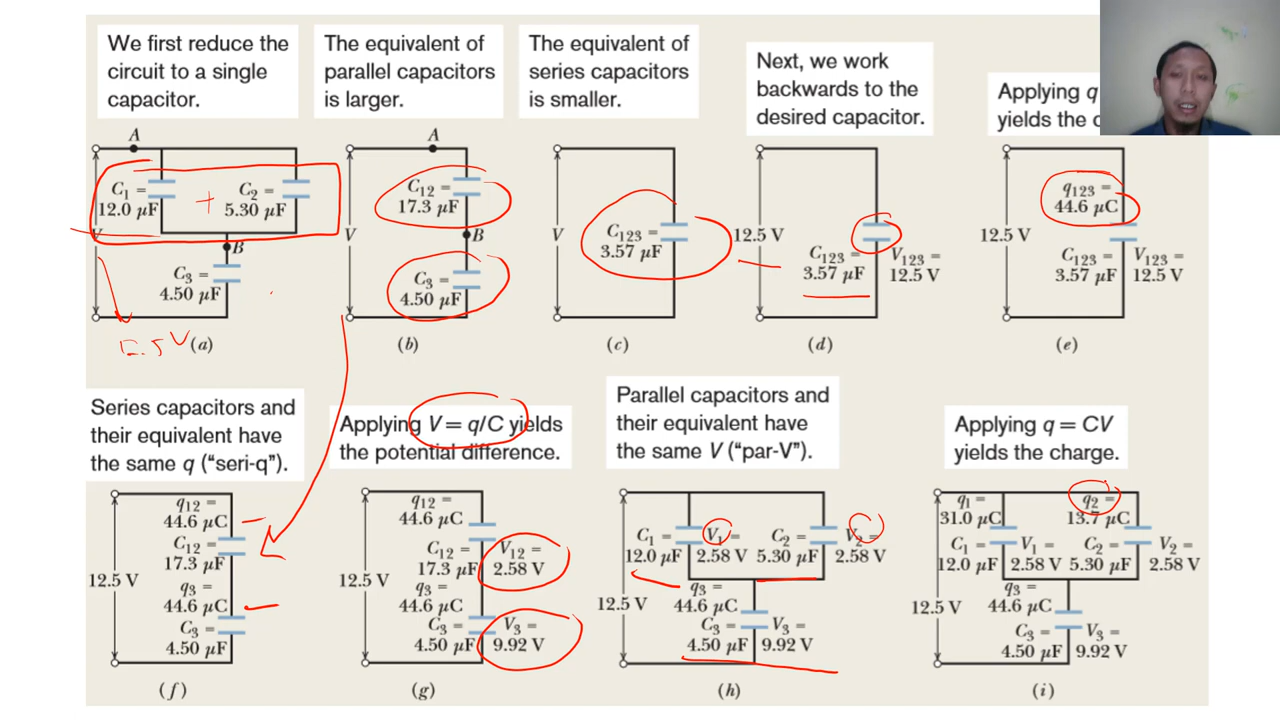 We first reduce the
circuit to a single
capacitor.
The equivalent of
parallel capacitors
is larger.
The equivalent of
series capacitors
is smaller.
Next, we work
backwards to the
desired capacitor.
Applying q
yields the
A
C₁ =
12.0 µF
+
C₂ =
5.30 µF
V
B
C₃ =
4.50 µF
12.5 V
(a)
A
C₁₂ =
17.3 µF
V
B
C₃ =
4.50 µF
(b)
V
C₁₂₃ =
3.57 µF
(c)
12.5 V
C₁₂₃ =
3.57 µF
V₁₂₃ =
12.5 V
(d)
q₁₂₃ =
44.6 µC
12.5 V
C₁₂₃ =
3.57 µF
V₁₂₃ =
12.5 V
(e)
Series capacitors and
their equivalent have
the same q (“seri-q”).
Applying V = q/C yields
the potential difference.
Parallel capacitors and
their equivalent have
the same V (“par-V”).
Applying q = CV
yields the charge.
q₁₂ =
44.6 µC
C₁₂ =
17.3 µF
12.5 V
q₃ =
44.6 µC
C₃ =
4.50 µF
(f)
q₁₂ =
44.6 µC
C₁₂ =
17.3 µF
V₁₂ =
2.58 V
12.5 V
q₃ =
44.6 µC
C₃ =
4.50 µF
V₃ =
9.92 V
(g)
C₁ =
12.0 µF
V₁ =
2.58 V
C₂ =
5.30 µF
V₂ =
2.58 V
12.5 V
q₃ =
44.6 µC
C₃ =
4.50 µF
V₃ =
9.92 V
(h)
q₁ =
31.0 µC
q₂ =
13.7 µC
C₁ =
12.0 µF
V₁ =
2.58 V
C₂ =
5.30 µF
V₂ =
2.58 V
12.5 V
q₃ =
44.6 µC
C₃ =
4.50 µF
V₃ =
9.92 V
(i)